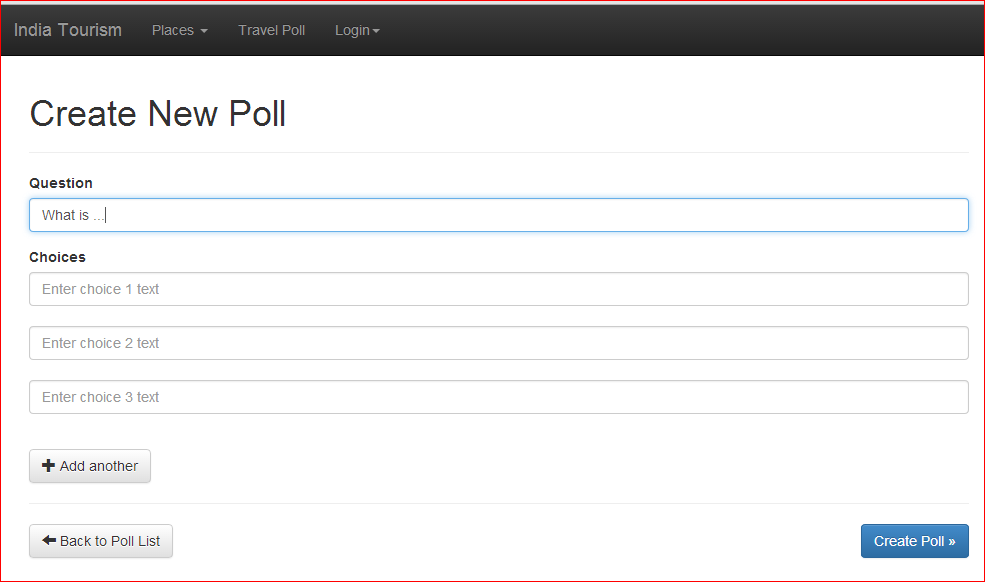 India Tourism Places Travel Poll Login
Create New Poll
Question
What is ...
Choices
Enter choice 1 text
Enter choice 2 text
Enter choice 3 text
Add another
Back to Poll List Create Poll »